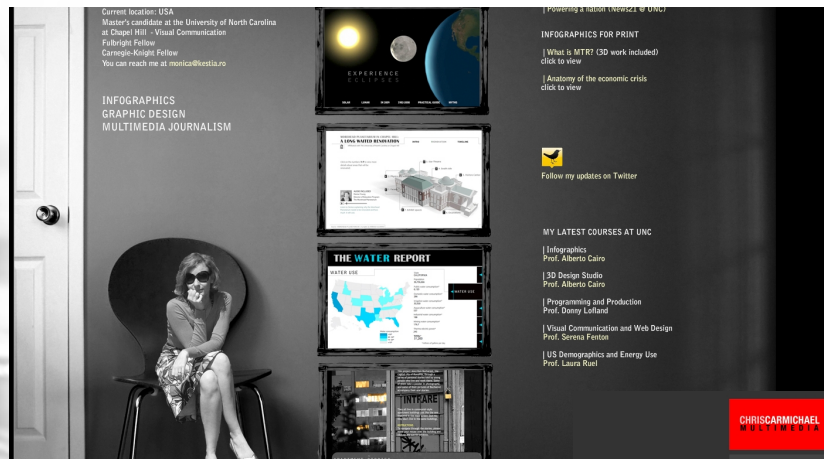 Current location: USA
Master's candidate at the University of North Carolina
at Chapel Hill - Visual Communication
Fulbright Fellow
Carnegie-Knight Fellow
You can reach me at monica@kestia.ro
INFOGRAPHICS
GRAPHIC DESIGN
MULTIMEDIA JOURNALISM
EXPERIENCE
ECLIPSES
A LONG WAITED RENOVATION
THE WATER REPORT
WATER USE
WATER USE
INTRARE
| Powering a nation (News21 @ UNC)
INFOGRAPHICS FOR PRINT
| What is MTR? (3D work included)
click to view
| Anatomy of the economic crisis
click to view
Follow my updates on Twitter
MY LATEST COURSES AT UNC
| Infographics
Prof. Alberto Cairo
| 3D Design Studio
Prof. Alberto Cairo
| Programming and Production
Prof. Donny Lofland
| Visual Communication and Web Design
Prof. Serena Fenton
| US Demographics and Energy Use
Prof. Laura Ruel
CHRISCARMICHAEL
MULTIMEDIA